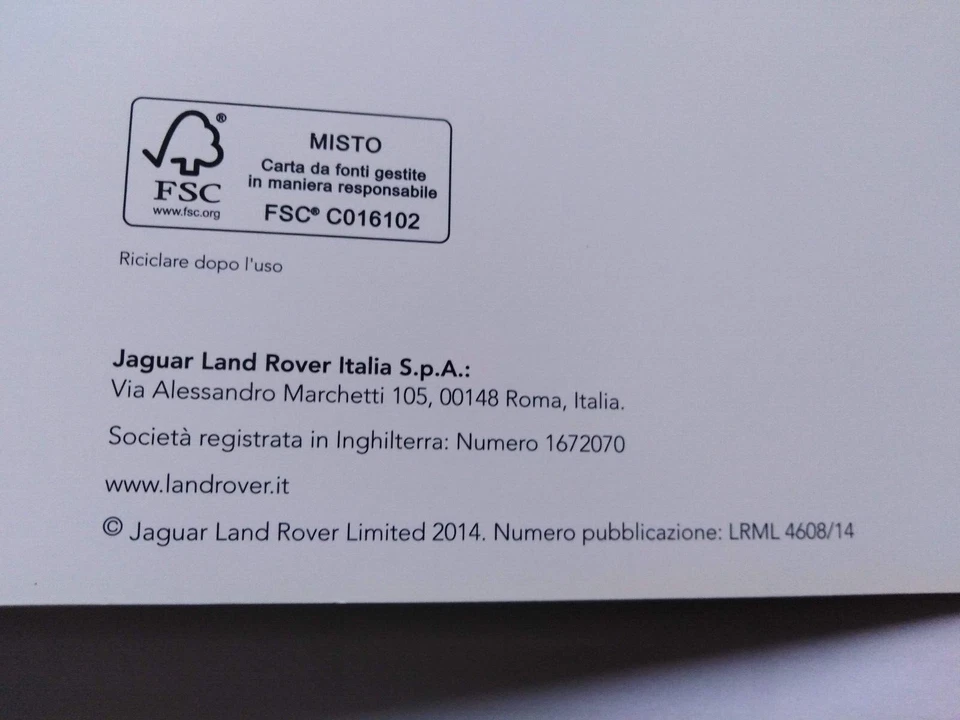 ®
FSC
www.fsc.org
MISTO
Carta da fonti gestite
in maniera responsabile
FSC® C016102
Riciclare dopo l'uso
Jaguar Land Rover Italia S.p.A.:
Via Alessandro Marchetti 105, 00148 Roma, Italia.
Società registrata in Inghilterra: Numero 1672070
www.landrover.it
© Jaguar Land Rover Limited 2014. Numero pubblicazione: LRML 4608/14